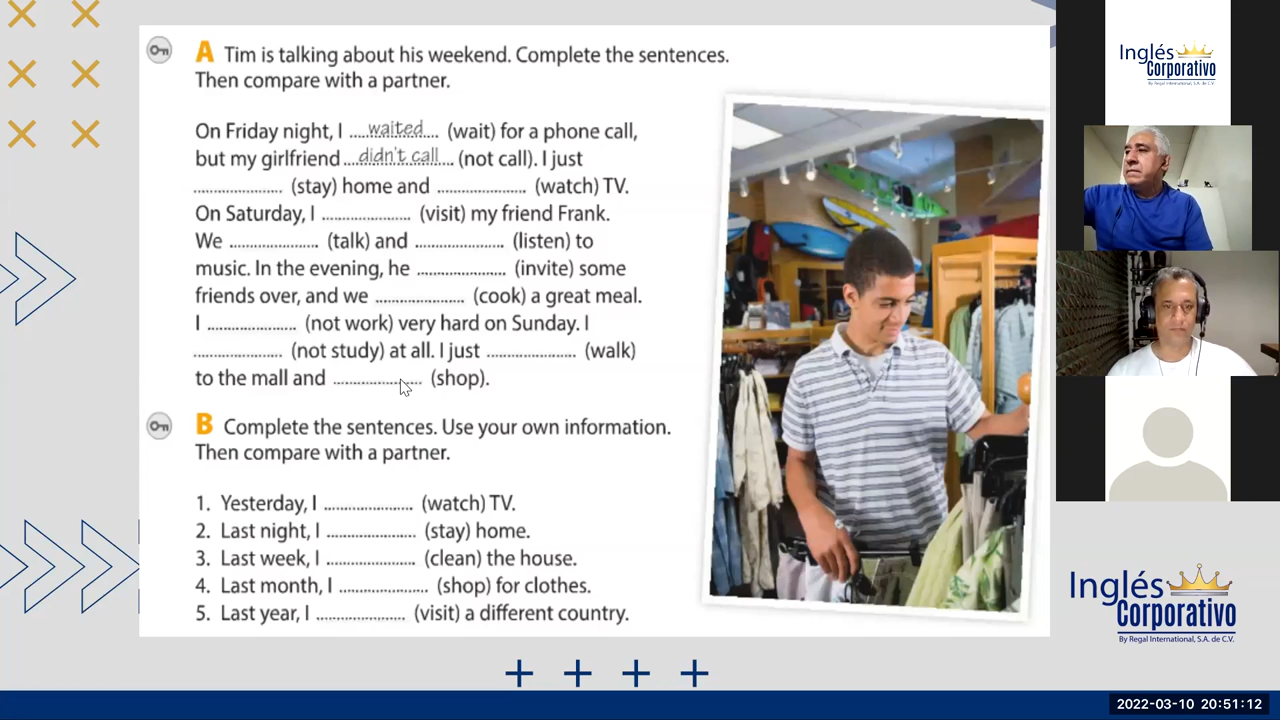 A Tim is talking about his weekend. Complete the sentences.
Then compare with a partner.
On Friday night, I ....waited.... (wait) for a phone call,
but my girlfriend ...didn't call... (not call). I just
...................... (stay) home and ...................... (watch) TV.
On Saturday, I ...................... (visit) my friend Frank.
We ...................... (talk) and ...................... (listen) to
music. In the evening, he ...................... (invite) some
friends over, and we ...................... (cook) a great meal.
I ...................... (not work) very hard on Sunday. I
...................... (not study) at all. I just ...................... (walk)
to the mall and ...................... (shop).
B Complete the sentences. Use your own information.
Then compare with a partner.
1. Yesterday, I ...................... (watch) TV.
2. Last night, I ...................... (stay) home.
3. Last week, I ...................... (clean) the house.
4. Last month, I ...................... (shop) for clothes.
5. Last year, I ...................... (visit) a different country.
Inglés
Corporativo
By Regal International, S.A. de C.V.
Inglés
Corporativo
By Regal International, S.A. de C.V.
2022-03-10 20:51:12